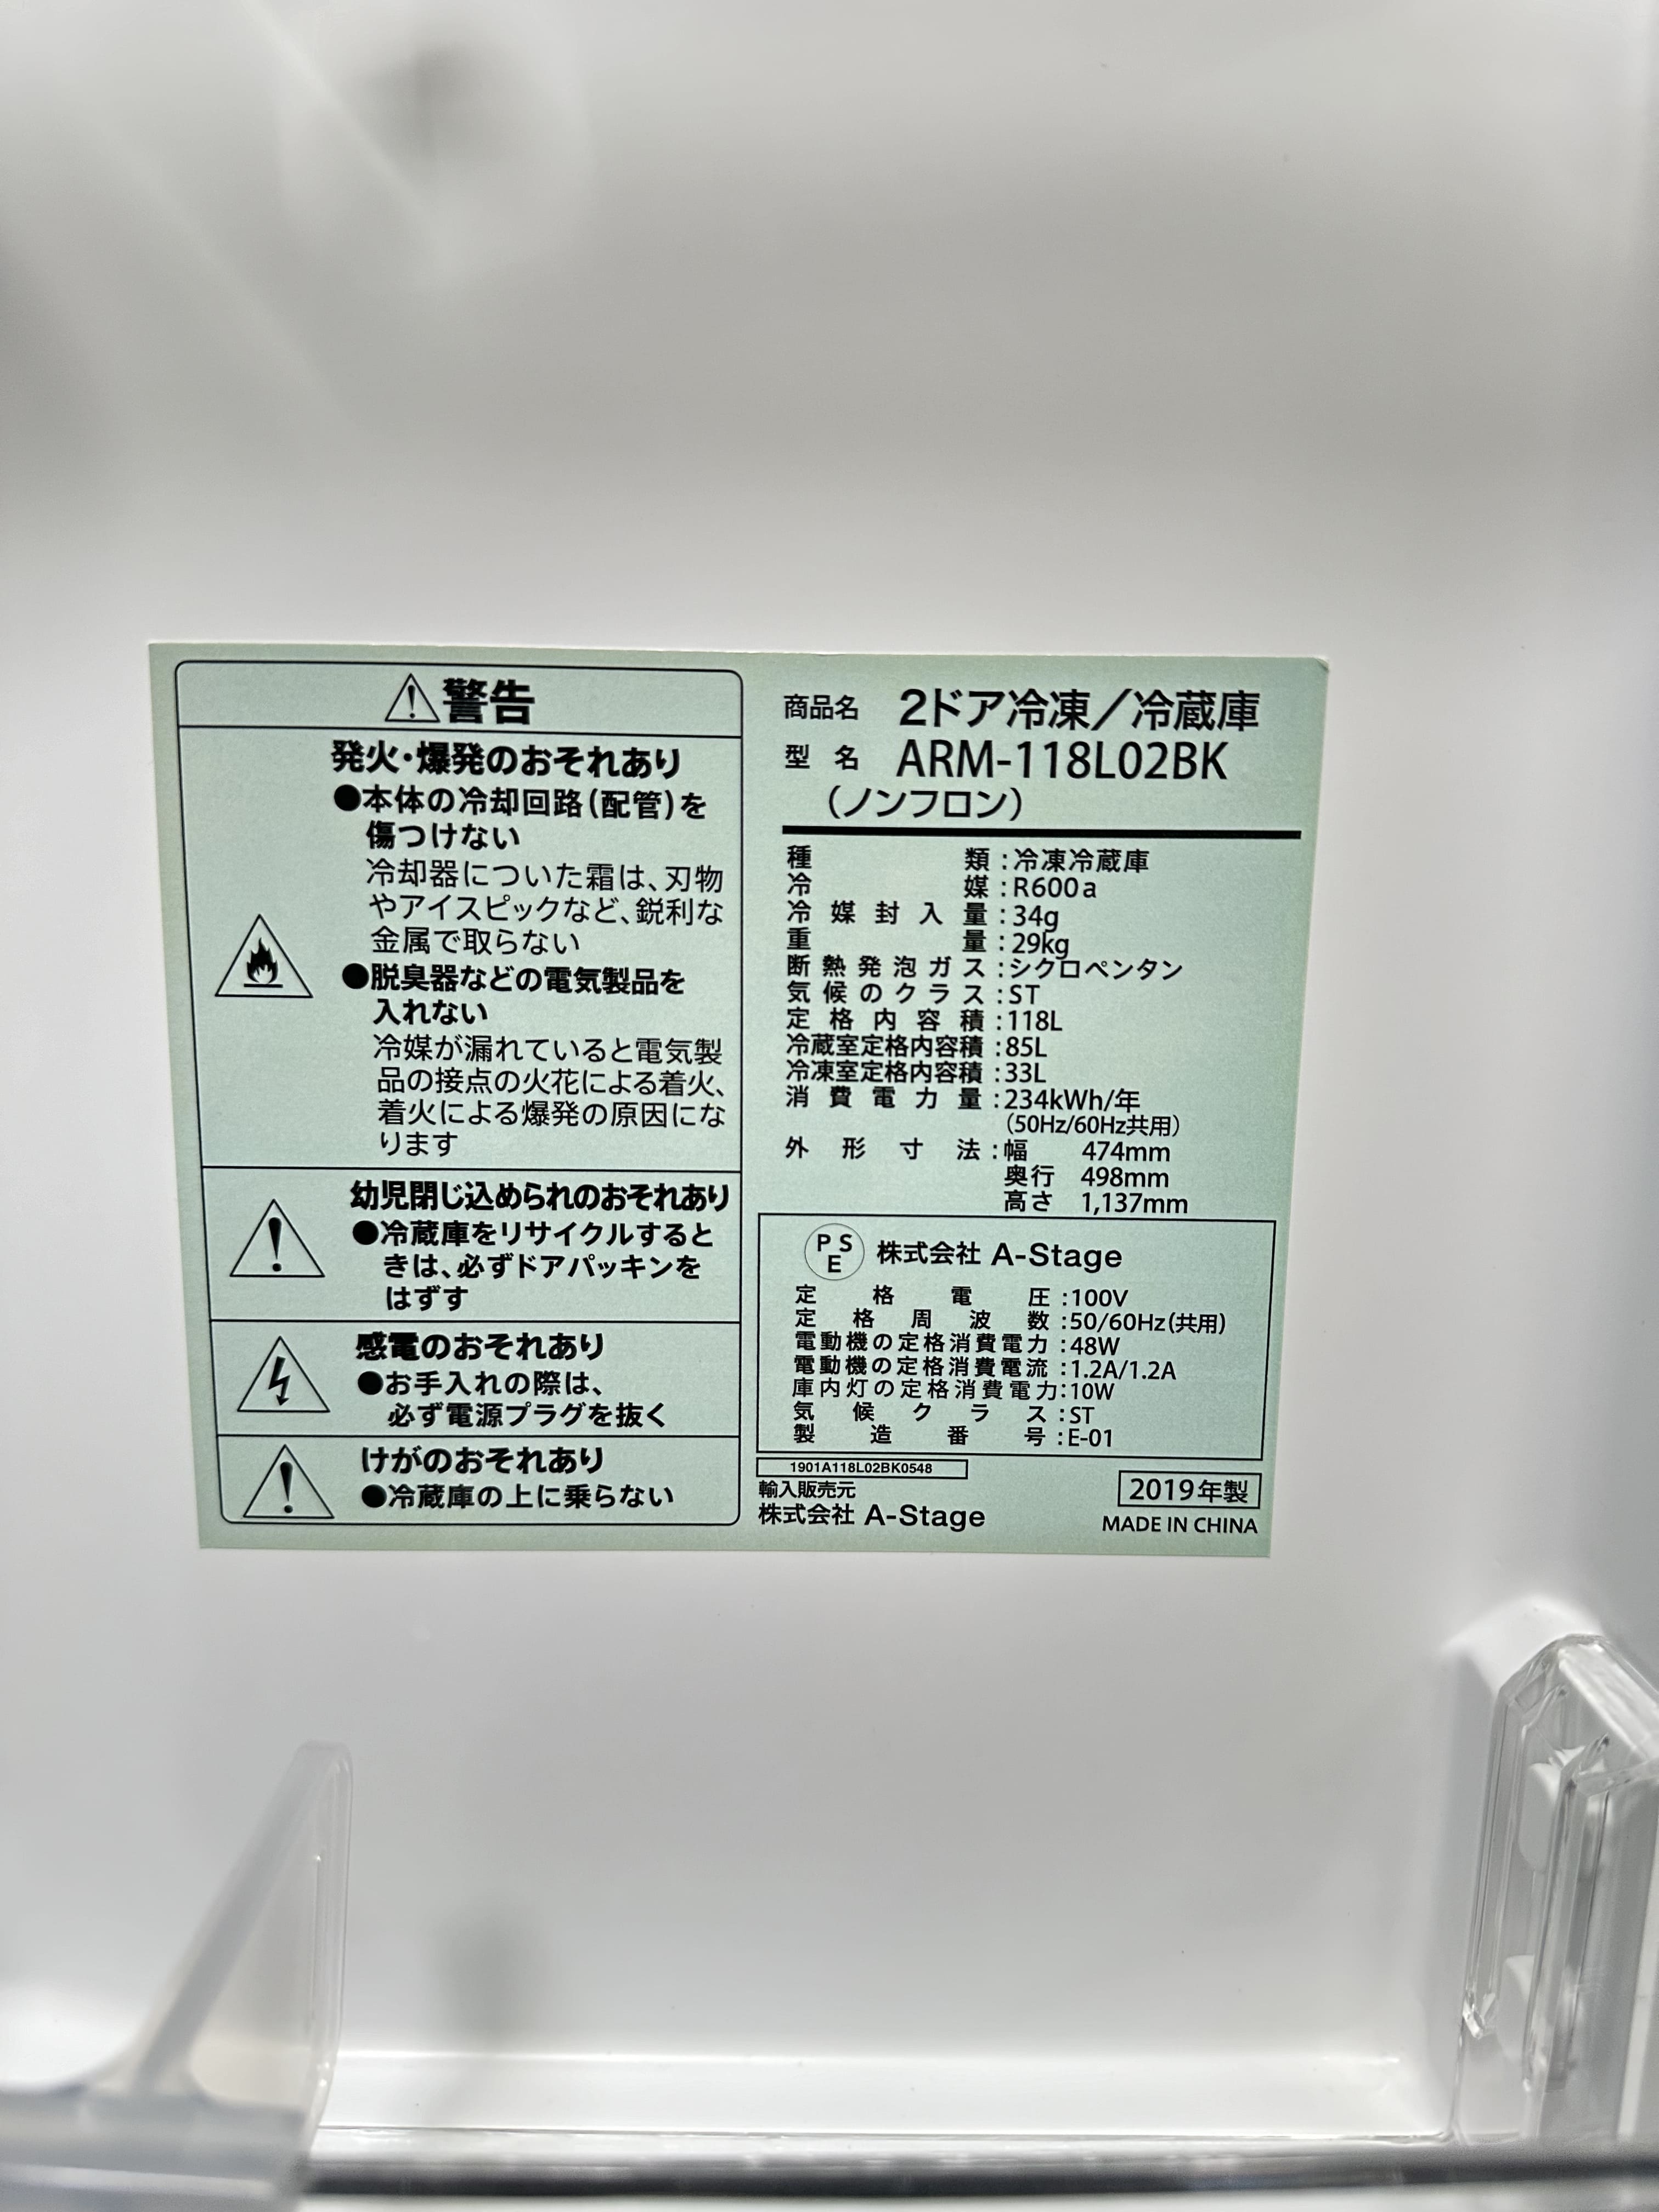 警告
発火・爆発のおそれあり
●本体の冷却回路(配管)を
傷つけない
冷却器についた霜は、刃物
やアイスピックなど、鋭利な
金属で取らない
●脱臭器などの電気製品を
入れない
冷媒が漏れていると電気製
品の接点の火花による着火、
着火による爆発の原因にな
ります
幼児閉じ込められのおそれあり
●冷蔵庫をリサイクルすると
きは、必ずドアパッキンを
はずす
感電のおそれあり
●お手入れの際は、
必ず電源プラグを抜く
けがのおそれあり
●冷蔵庫の上に乗らない
商品名 2ドア冷凍/冷蔵庫
型名 ARM-118L02BK
(ノンフロン)
種類:冷凍冷蔵庫
冷媒:R600a
冷媒封入量:34g
重量:29kg
断熱発泡ガス:シクロペンタン
気候のクラス:ST
定格内容積:118L
冷蔵室定格内容積:85L
冷凍室定格内容積:33L
消費電力量:234kWh/年
(50Hz/60Hz共用)
外形寸法:幅 474mm
奥行 498mm
高さ 1,137mm
PSE 株式会社 A-Stage
定格電圧:100V
定格周波数:50/60Hz(共用)
電動機の定格消費電力:48W
電動機の定格消費電流:1.2A/1.2A
庫内灯の定格消費電力:10W
気候クラス:ST
製造番号:E-01
1901A118L02BK0548
輸入販売元
株式会社 A-Stage
2019年製
MADE IN CHINA